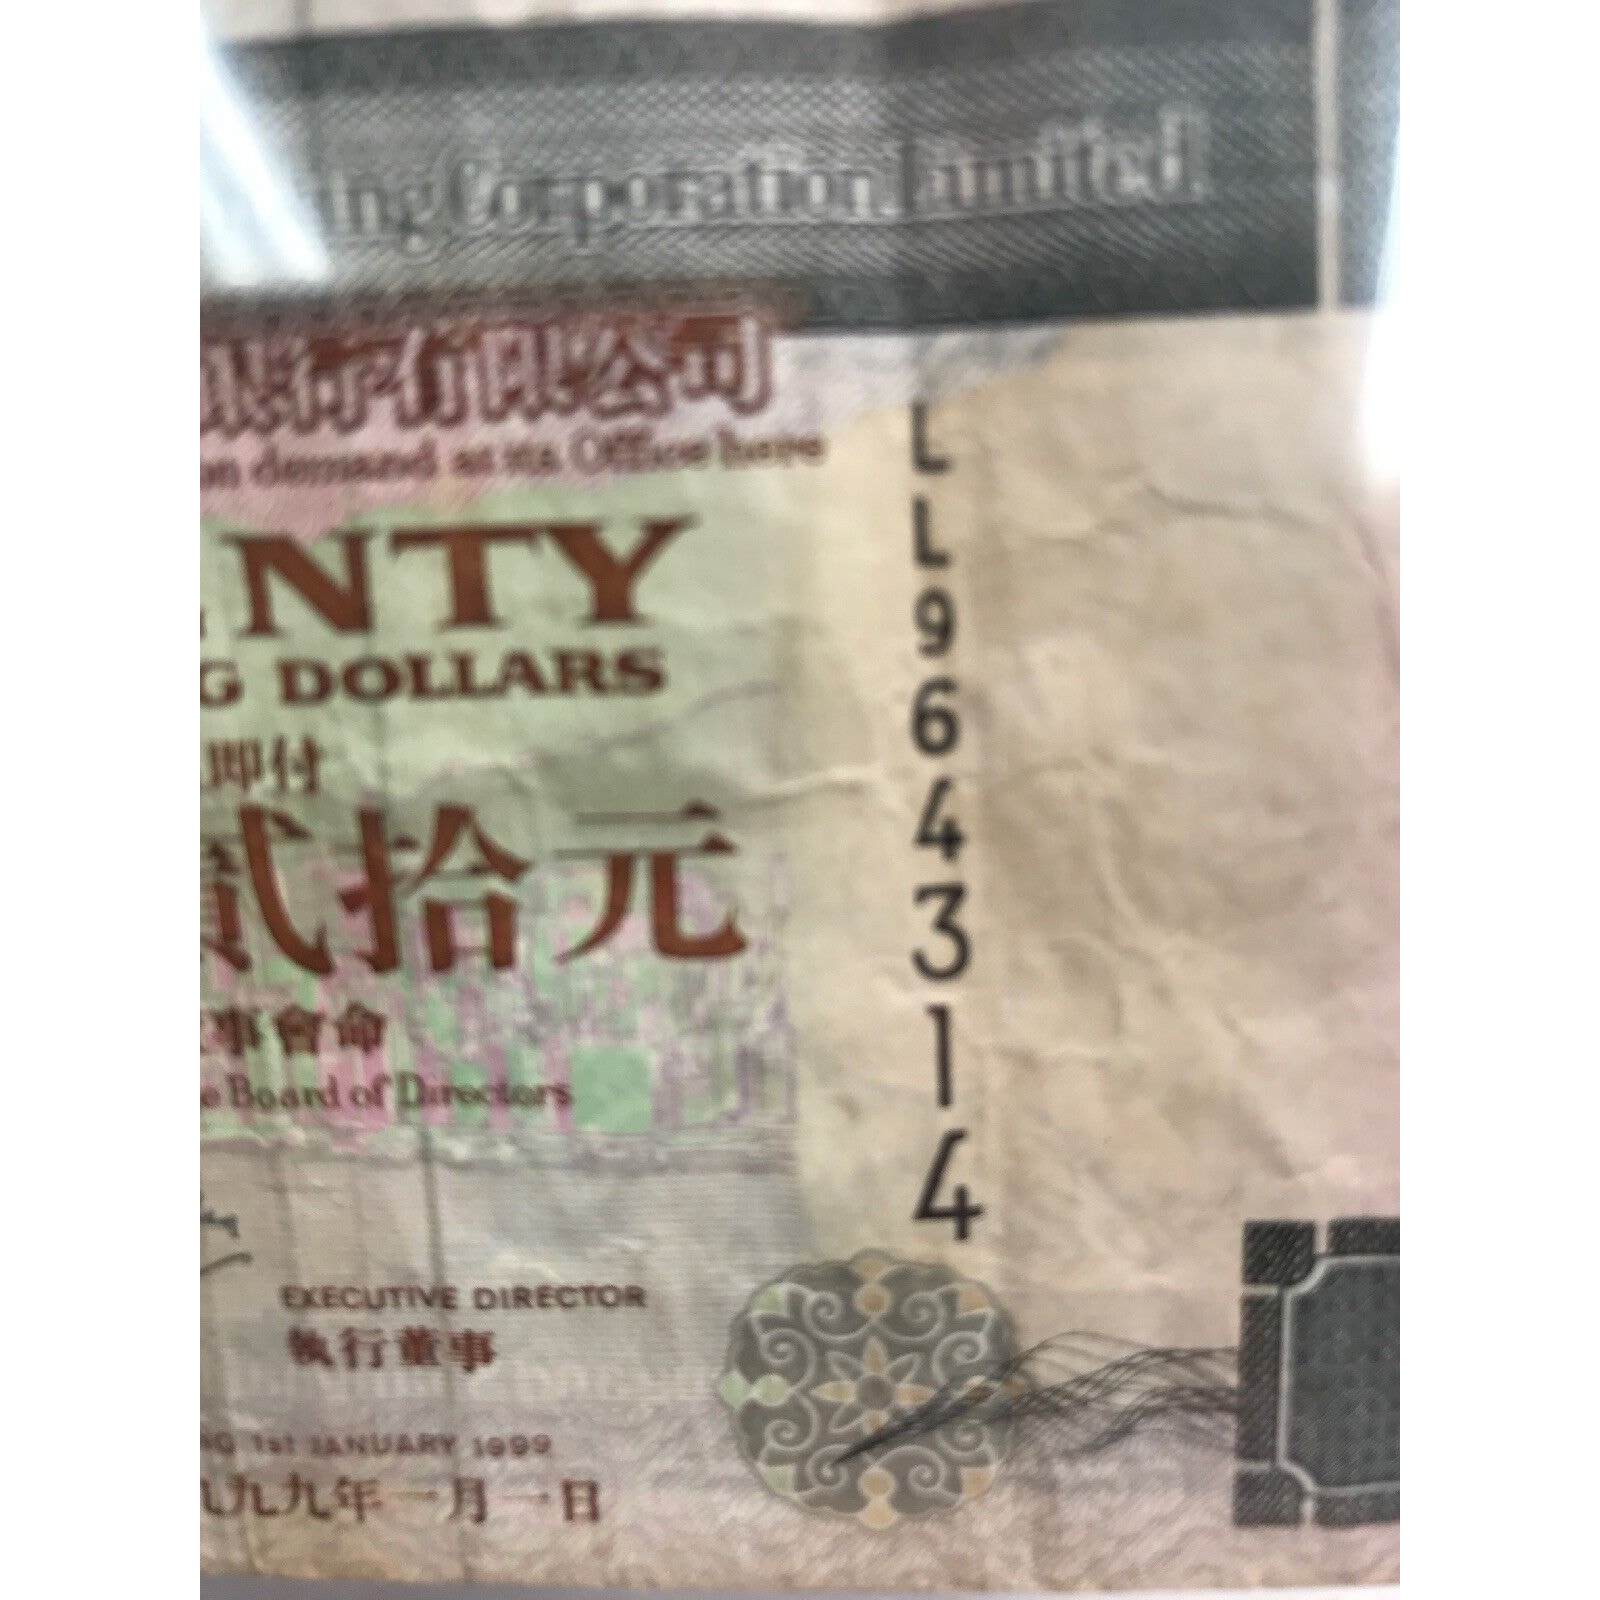 ing Corporation Limited.
銀行有限公司
on demand at its Office here
NTY
G DOLLARS
即付
貳拾元
事會命
e Board of Directors
EXECUTIVE DIRECTOR
執行董事
NG 1ST JANUARY 1999
九九九年一月一日
LL964314